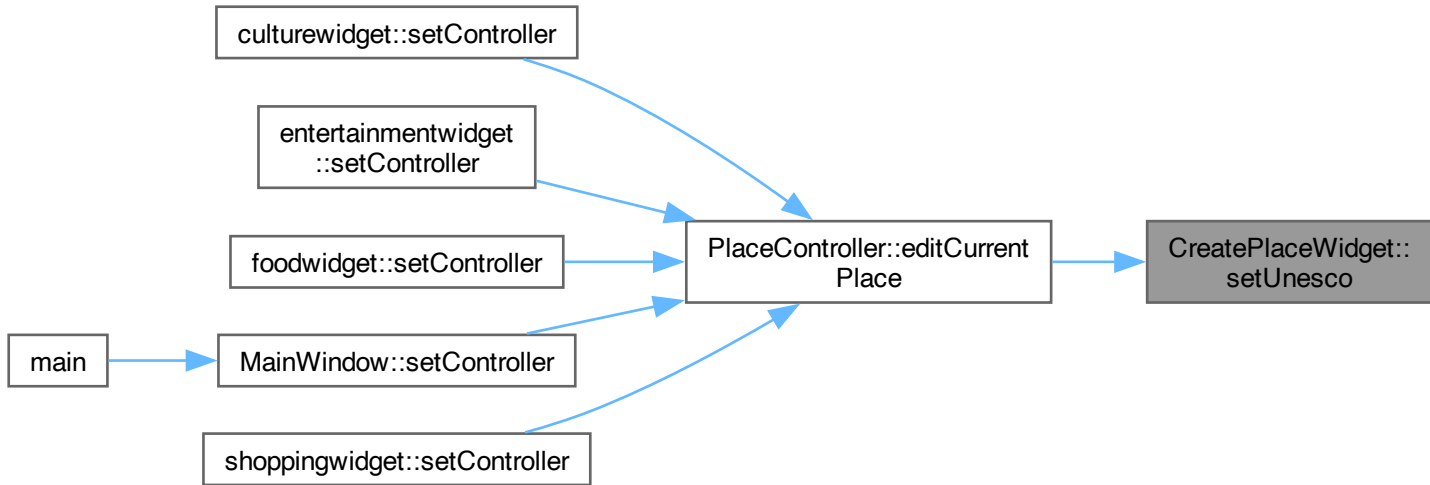 culturewidget::setController
entertainmentwidget
::setController
foodwidget::setController
main
MainWindow::setController
shoppingwidget::setController
PlaceController::editCurrent
Place
CreatePlaceWidget::
setUnesco